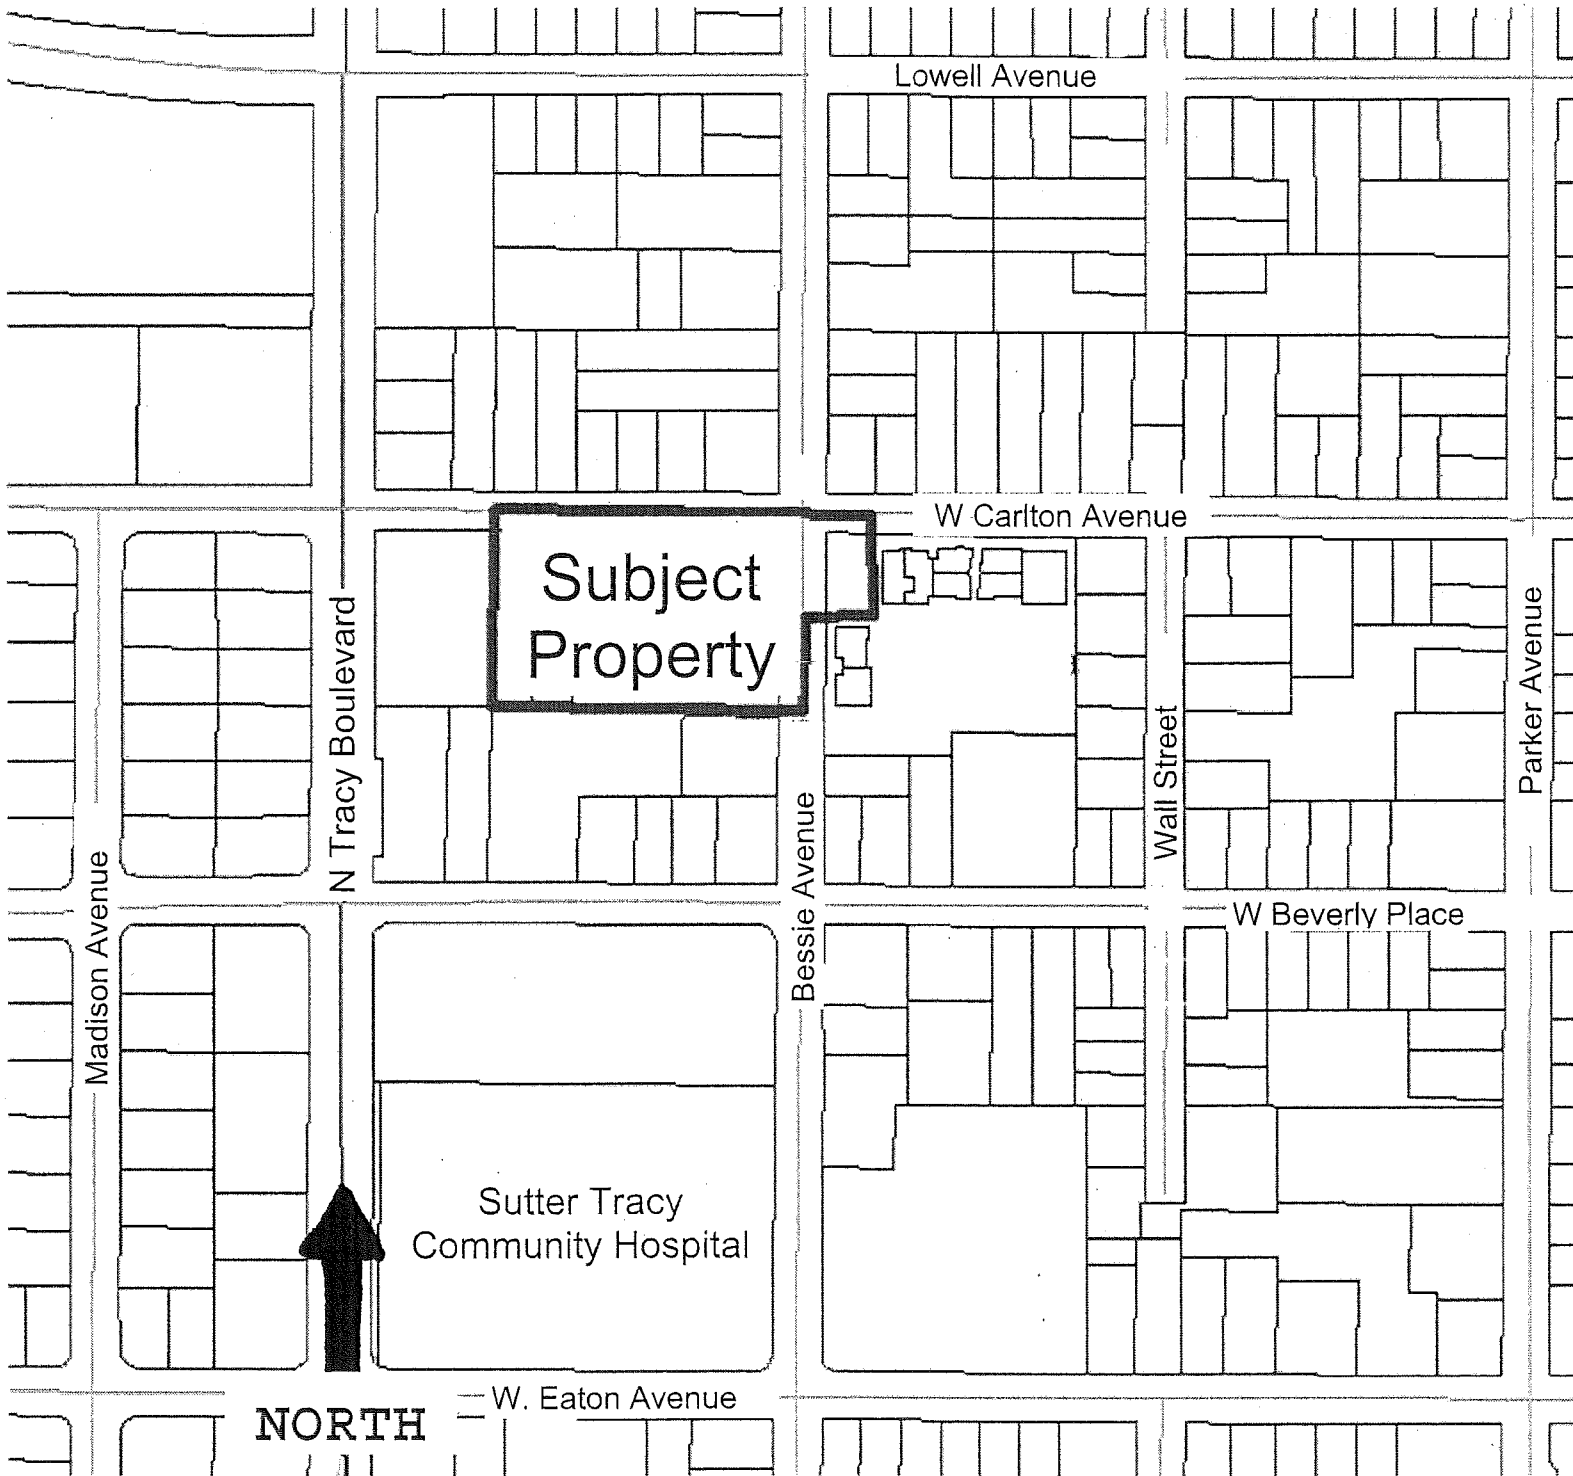 Lowell Avenue
W Carlton Avenue
Subject
Property
N Tracy Boulevard
Parker Avenue
Wall Street
Bessie Avenue
Madison Avenue
W Beverly Place
Sutter Tracy
Community Hospital
W. Eaton Avenue
NORTH